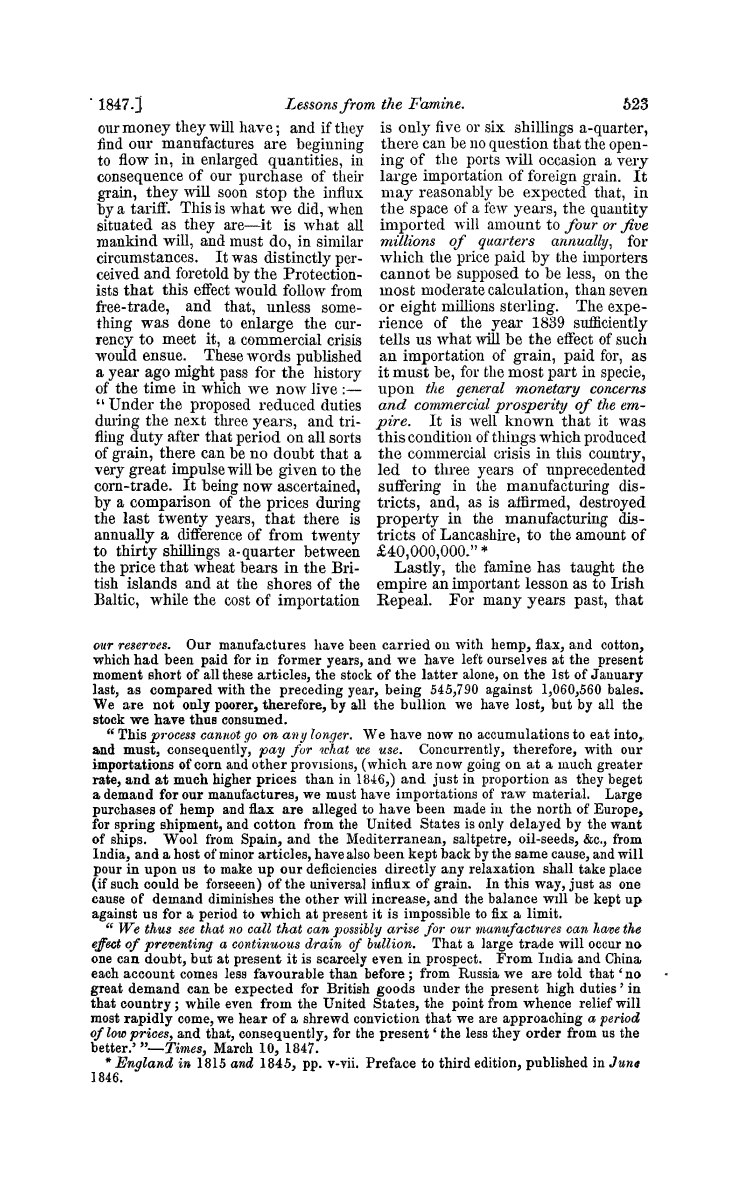 1847.] Lessons from the Famine. 523
our money they will have; and if they
find our manufactures are beginning
to flow in, in enlarged quantities, in
consequence of our purchase of their
grain, they will soon stop the influx
by a tariff. This is what we did, when
situated as they are—it is what all
mankind will, and must do, in similar
circumstances. It was distinctly per-
ceived and foretold by the Protection-
ists that this effect would follow from
free-trade, and that, unless some-
thing was done to enlarge the cur-
rency to meet it, a commercial crisis
would ensue. These words published
a year ago might pass for the history
of the time in which we now live :—
“ Under the proposed reduced duties
during the next three years, and tri-
fling duty after that period on all sorts
of grain, there can be no doubt that a
very great impulse will be given to the
corn-trade. It being now ascertained,
by a comparison of the prices during
the last twenty years, that there is
annually a difference of from twenty
to thirty shillings a-quarter between
the price that wheat bears in the Bri-
tish islands and at the shores of the
Baltic, while the cost of importation
is only five or six shillings a-quarter,
there can be no question that the open-
ing of the ports will occasion a very
large importation of foreign grain. It
may reasonably be expected that, in
the space of a few years, the quantity
imported will amount to four or five
millions of quarters annually, for
which the price paid by the importers
cannot be supposed to be less, on the
most moderate calculation, than seven
or eight millions sterling. The expe-
rience of the year 1839 sufficiently
tells us what will be the effect of such
an importation of grain, paid for, as
it must be, for the most part in specie,
upon the general monetary concerns
and commercial prosperity of the em-
pire. It is well known that it was
this condition of things which produced
the commercial crisis in this country,
led to three years of unprecedented
suffering in the manufacturing dis-
tricts, and, as is affirmed, destroyed
property in the manufacturing dis-
tricts of Lancashire, to the amount of
£40,000,000.” *
Lastly, the famine has taught the
empire an important lesson as to Irish
Repeal. For many years past, that
our reserves. Our manufactures have been carried on with hemp, flax, and cotton,
which had been paid for in former years, and we have left ourselves at the present
moment short of all these articles, the stock of the latter alone, on the 1st of January
last, as compared with the preceding year, being 545,790 against 1,060,560 bales.
We are not only poorer, therefore, by all the bullion we have lost, but by all the
stock we have thus consumed.
“ This process cannot go on any longer. We have now no accumulations to eat into,
and must, consequently, pay for what we use. Concurrently, therefore, with our
importations of corn and other provisions, (which are now going on at a much greater
rate, and at much higher prices than in 1846,) and just in proportion as they beget
a demand for our manufactures, we must have importations of raw material. Large
purchases of hemp and flax are alleged to have been made in the north of Europe,
for spring shipment, and cotton from the United States is only delayed by the want
of ships. Wool from Spain, and the Mediterranean, saltpetre, oil-seeds, &c., from
India, and a host of minor articles, have also been kept back by the same cause, and will
pour in upon us to make up our deficiencies directly any relaxation shall take place
(if such could be forseeen) of the universal influx of grain. In this way, just as one
cause of demand diminishes the other will increase, and the balance will be kept up
against us for a period to which at present it is impossible to fix a limit.
“ We thus see that no call that can possibly arise for our manufactures can have the
effect of preventing a continuous drain of bullion. That a large trade will occur no
one can doubt, but at present it is scarcely even in prospect. From India and China
each account comes less favourable than before ; from Russia we are told that ‘ no
great demand can be expected for British goods under the present high duties ’ in
that country ; while even from the United States, the point from whence relief will
most rapidly come, we hear of a shrewd conviction that we are approaching a period
of low prices, and that, consequently, for the present ‘ the less they order from us the
better.’ ”—Times, March 10, 1847.
* England in 1815 and 1845, pp. v-vii. Preface to third edition, published in June
1846.